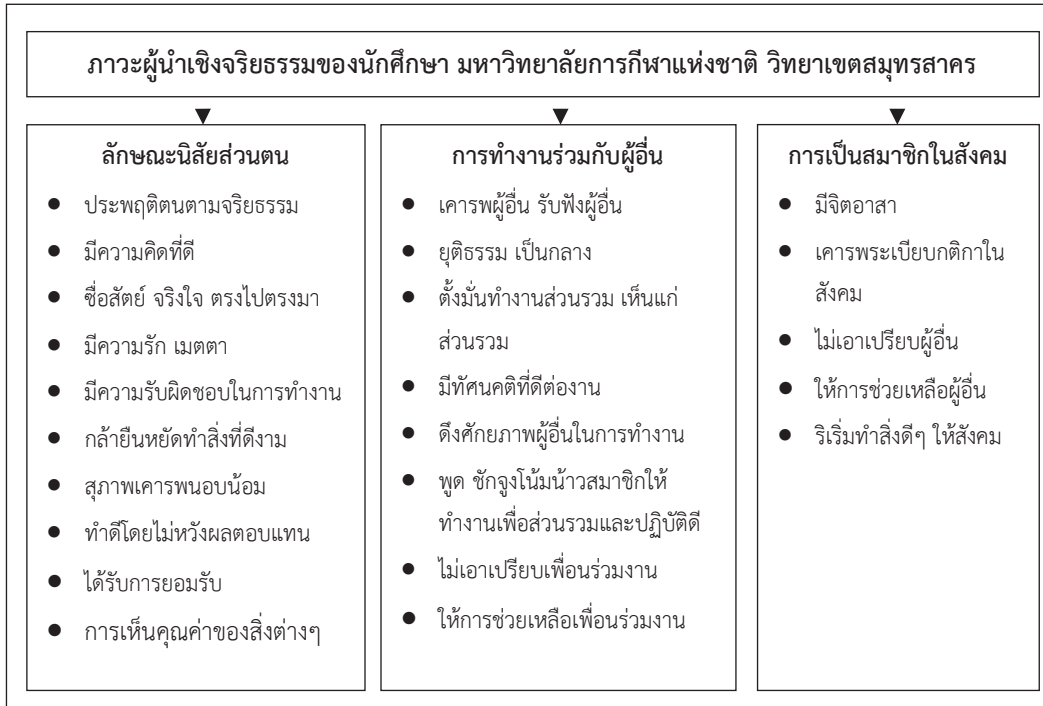 ภาวะผู้นำเชิงจริยธรรมของนักศึกษา มหาวิทยาลัยการกีฬาแห่งชาติ วิทยาเขตสมุทรสาคร
ลักษณะนิสัยส่วนตน
● ประพฤติตนตามจริยธรรม
● มีความคิดที่ดี
● ซื่อสัตย์ จริงใจ ตรงไปตรงมา
● มีความรัก เมตตา
● มีความรับผิดชอบในการทำงาน
● กล้ายืนหยัดทำสิ่งที่ดีงาม
● สุภาพเคารพนอบน้อม
● ทำดีโดยไม่หวังผลตอบแทน
● ได้รับการยอมรับ
● การเห็นคุณค่าของสิ่งต่างๆ
การทำงานร่วมกับผู้อื่น
● เคารพผู้อื่น รับฟังผู้อื่น
● ยุติธรรม เป็นกลาง
● ตั้งมั่นทำงานส่วนรวม เห็นแก่
ส่วนรวม
● มีทัศนคติที่ดีต่องาน
● ดึงศักยภาพผู้อื่นในการทำงาน
● พูด ชักจูงโน้มน้าวสมาชิกให้
ทำงานเพื่อส่วนรวมและปฏิบัติดี
● ไม่เอาเปรียบเพื่อนร่วมงาน
● ให้การช่วยเหลือเพื่อนร่วมงาน
การเป็นสมาชิกในสังคม
● มีจิตอาสา
● เคารพระเบียบกติกาใน
สังคม
● ไม่เอาเปรียบผู้อื่น
● ให้การช่วยเหลือผู้อื่น
● ริเริ่มทำสิ่งดีๆ ให้สังคม